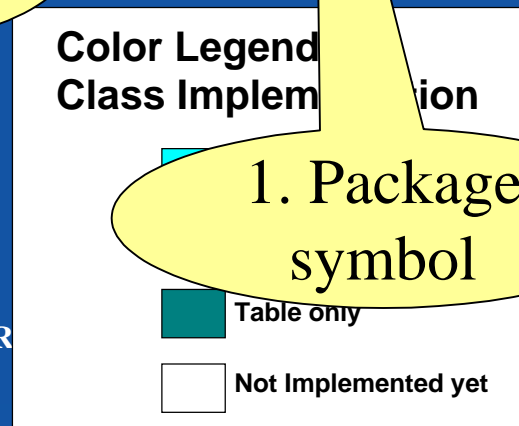 Color Legend
Class Implem ion
1. Package
symbol
Table only
R
Not Implemented yet